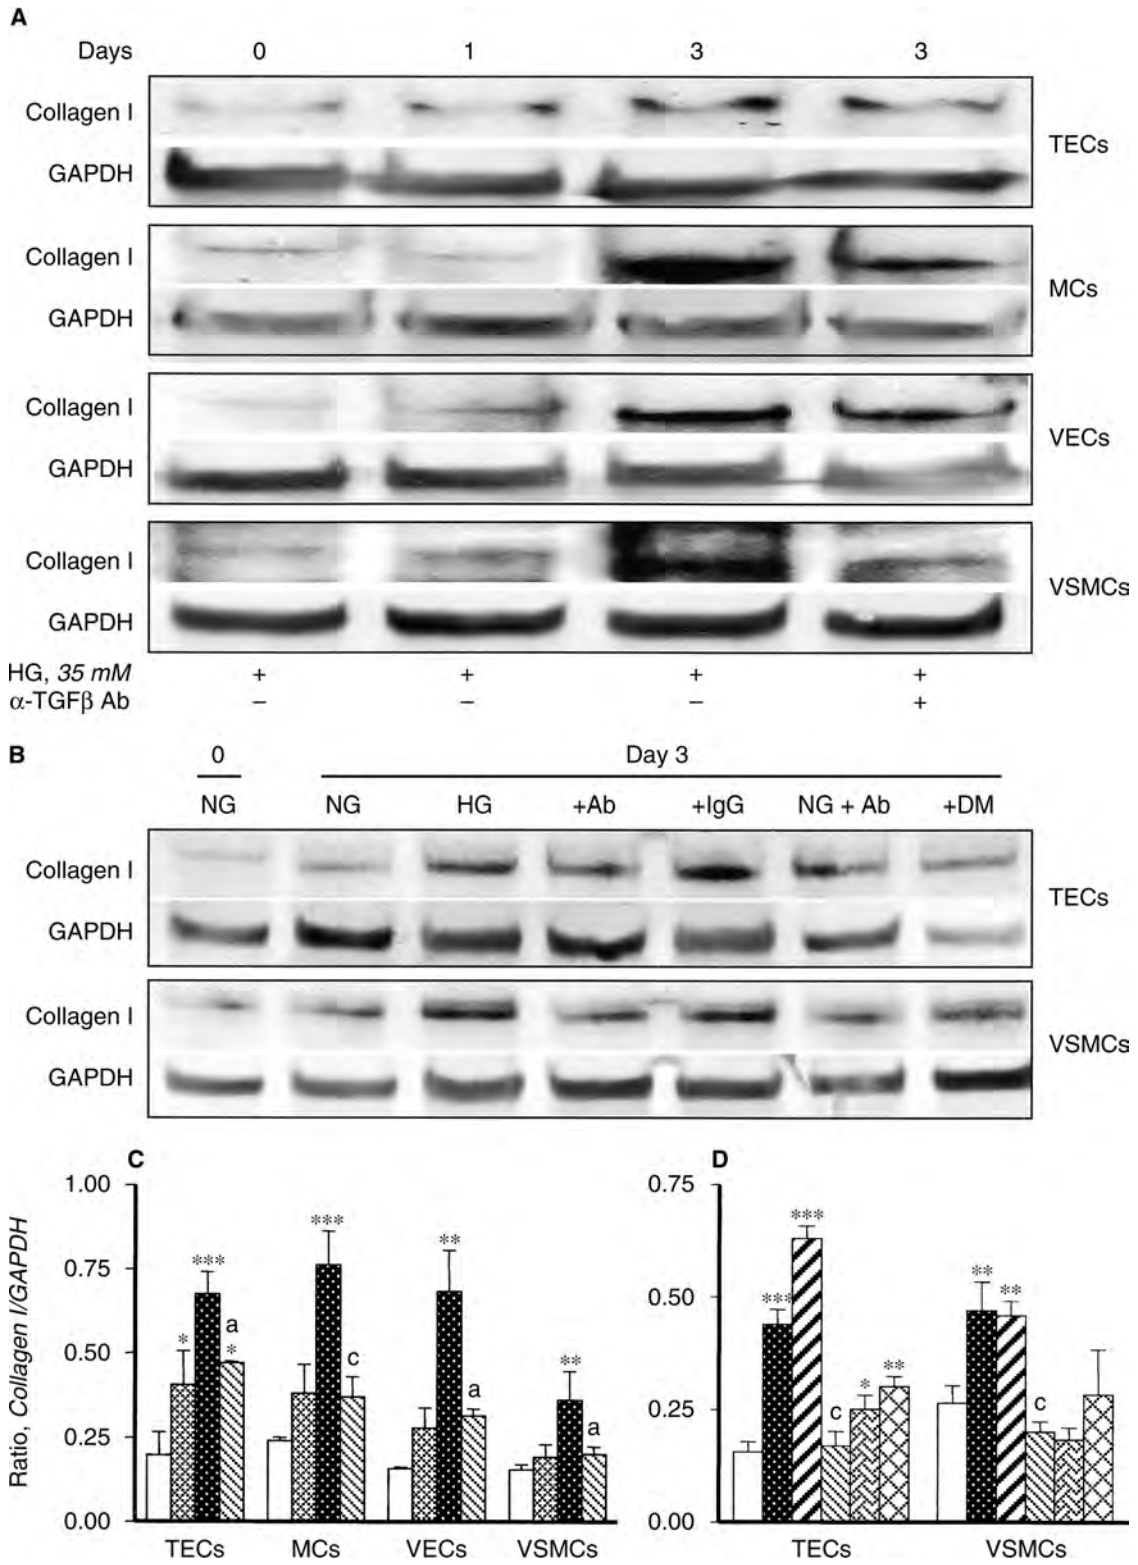 A
Days 0 1 3 3
Collagen I
GAPDH
TECs
Collagen I
GAPDH
MCs
Collagen I
GAPDH
VECs
Collagen I
GAPDH
VSMCs
HG, 35 mM + + + +
α-TGFβ Ab – – – +
B
0 Day 3
NG NG HG +Ab +IgG NG + Ab +DM
Collagen I
GAPDH
TECs
Collagen I
GAPDH
VSMCs
C
Ratio, Collagen I/GAPDH
1.00
0.75
0.50
0.25
0.00
* *** a * *** c ** a ** a
TECs MCs VECs VSMCs
D
0.75
0.50
0.25
0.00
*** *** c * ** ** ** c
TECs VSMCs